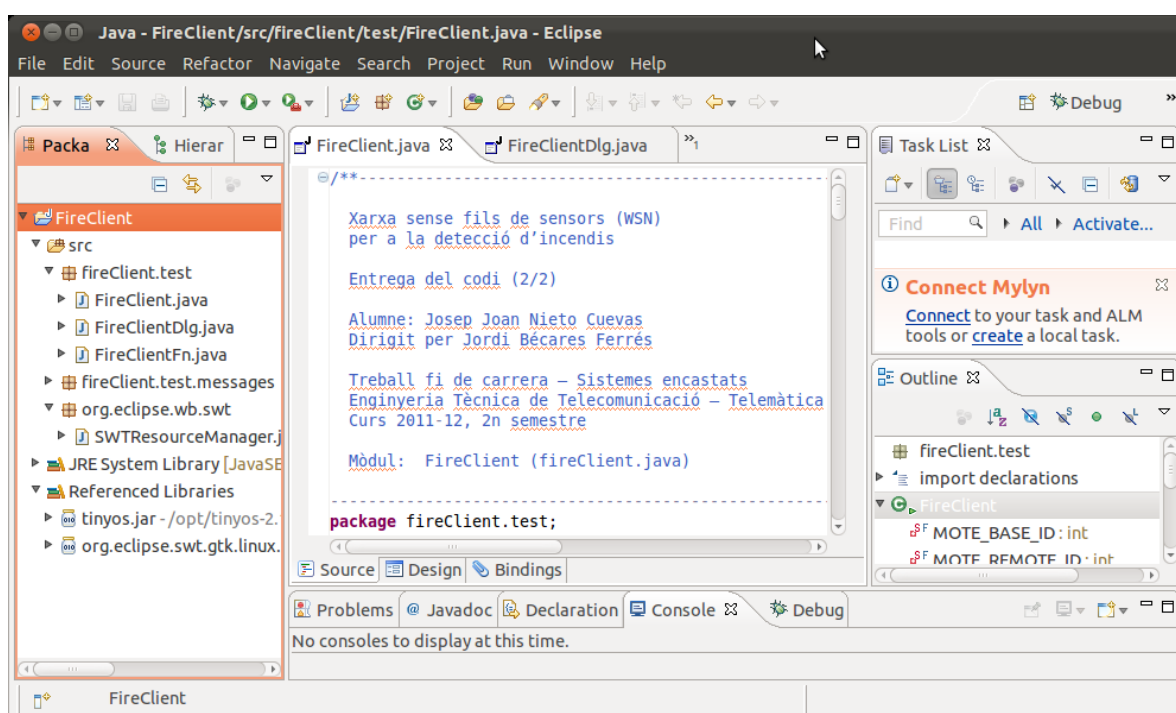 Java - FireClient/src/fireClient/test/FireClient.java - Eclipse
File Edit Source Refactor Navigate Search Project Run Window Help
Debug »
Packa Hierar
FireClient
src
fireClient.test
FireClient.java
FireClientDlg.java
FireClientFn.java
fireClient.test.messages
org.eclipse.wb.swt
SWTResourceManager.j
JRE System Library [JavaSE
Referenced Libraries
tinyos.jar - /opt/tinyos-2.
org.eclipse.swt.gtk.linux.
FireClient.java FireClientDlg.java »1
/**--------------------------------------------------
Xarxa sense fils de sensors (WSN)
per a la detecció d'incendis
Entrega del codi (2/2)
Alumne: Josep Joan Nieto Cuevas
Dirigit per Jordi Bécares Ferrés
Treball fi de carrera – Sistemes encastats
Enginyeria Tècnica de Telecomunicació – Telemàtica
Curs 2011-12, 2n semestre
Mòdul: FireClient (fireClient.java)
-----------------------------------------------------
package fireClient.test;
Source Design Bindings
Task List
Find All Activate...
Connect Mylyn
Connect to your task and ALM
tools or create a local task.
Outline
fireClient.test
import declarations
FireClient
MOTE_BASE_ID : int
MOTE_REMOTE_ID : int
Problems @ Javadoc Declaration Console Debug
No consoles to display at this time.
FireClient